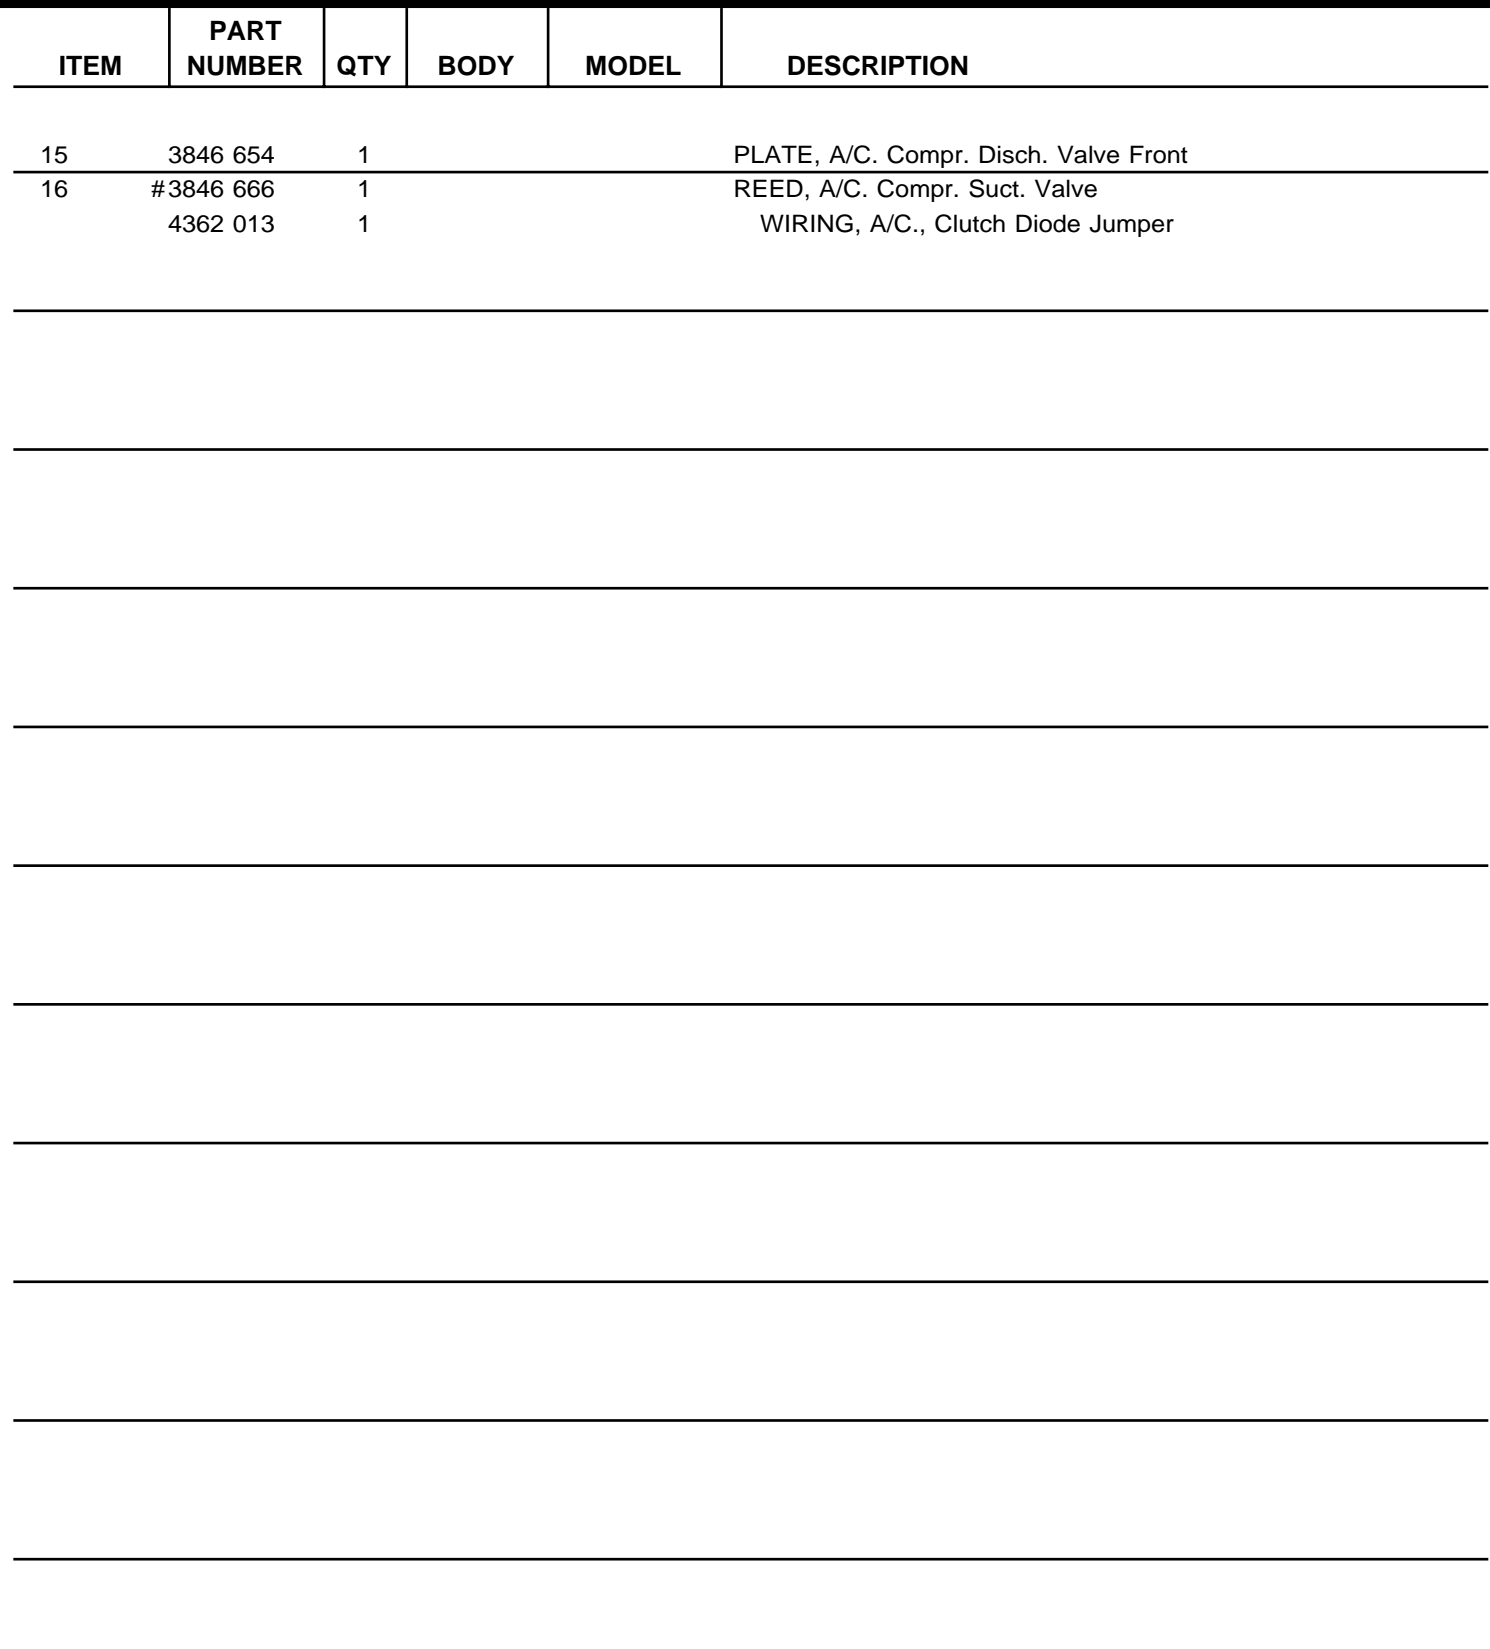 PART
ITEM NUMBER QTY BODY MODEL DESCRIPTION
15 3846 654 1 PLATE, A/C. Compr. Disch. Valve Front
16 #3846 666 1 REED, A/C. Compr. Suct. Valve
4362 013 1 WIRING, A/C., Clutch Diode Jumper